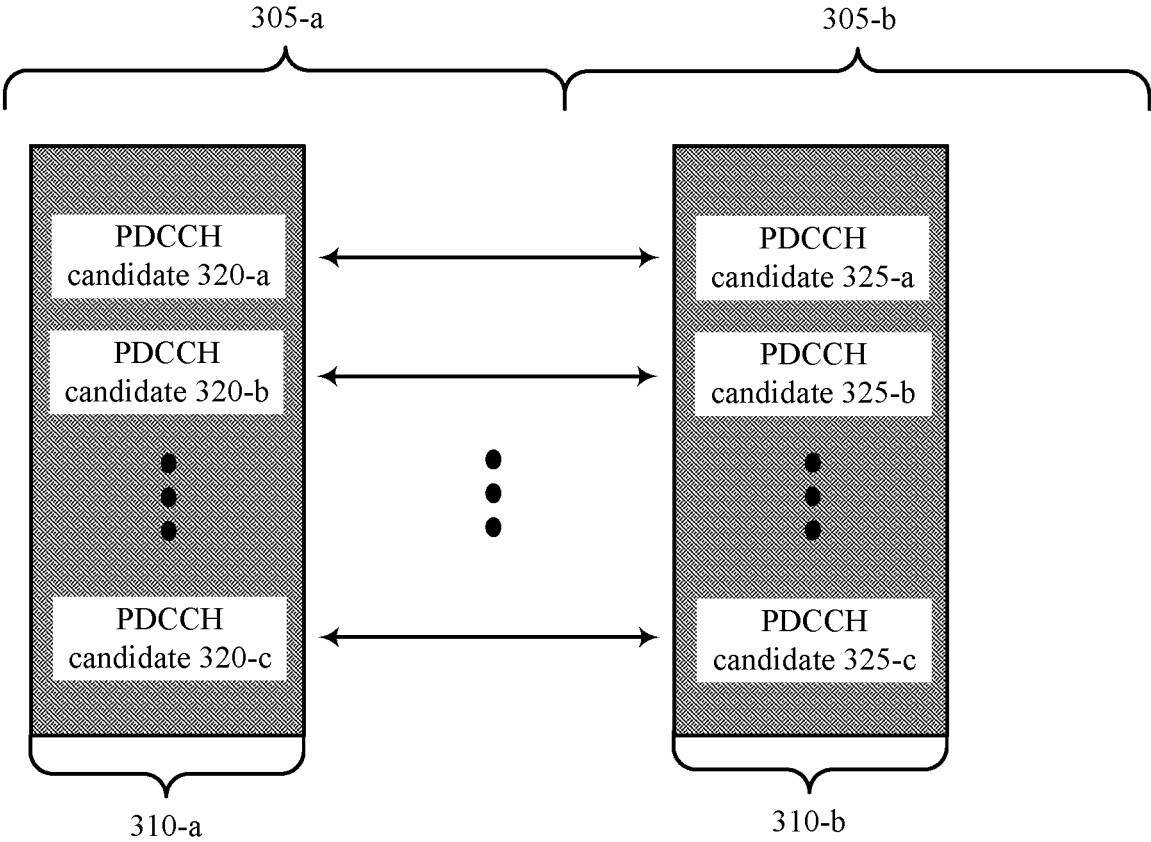 305-a
305-b
PDCCH
candidate 320-a
PDCCH
candidate 325-a
PDCCH
candidate 320-b
PDCCH
candidate 325-b
PDCCH
candidate 320-c
PDCCH
candidate 325-c
310-a
310-b